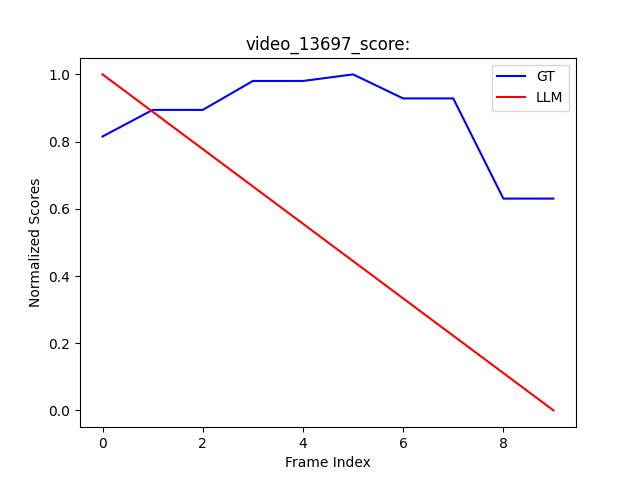 video_13697_score:
GT
LLM
Normalized Scores
1.0
0.8
0.6
0.4
0.2
0.0
0 2 4 6 8
Frame Index